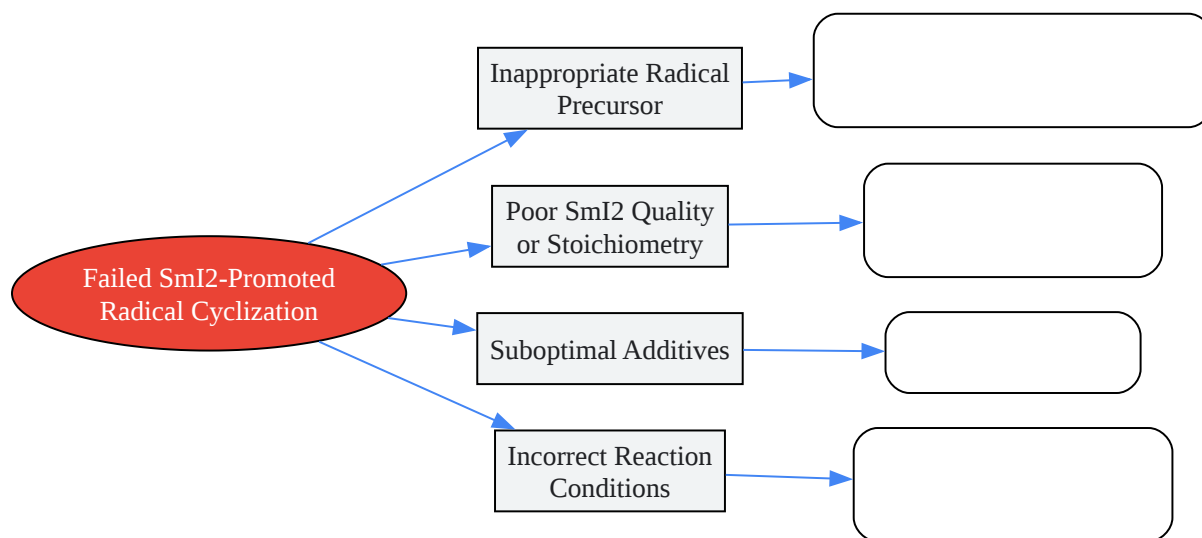 Inappropriate Radical
Precursor
Poor SmI2 Quality
or Stoichiometry
Failed SmI2-Promoted
Radical Cyclization
Suboptimal Additives
Incorrect Reaction
Conditions